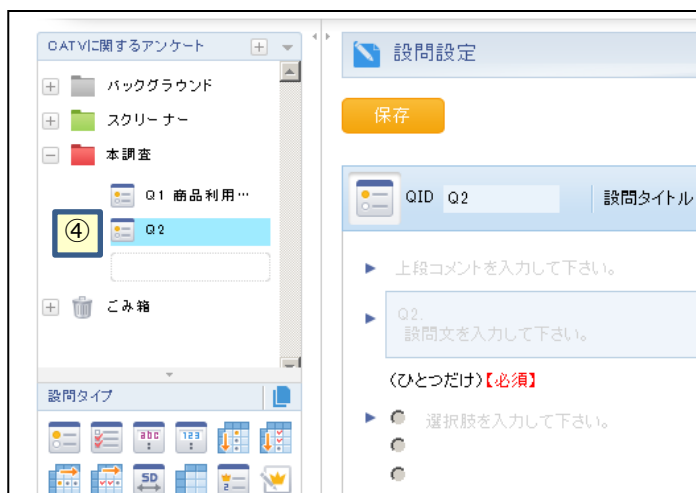 CATVに関するアンケート
バックグラウンド
スクリーナー
本調査
Q1 商品利用…
④
Q2
ごみ箱
設問タイプ
abc
123
SD
2
設問設定
保存
QID Q2 設問タイトル
上段コメントを入力して下さい。
Q2.
設問文を入力して下さい。
(ひとつだけ)【必須】
選択肢を入力して下さい。